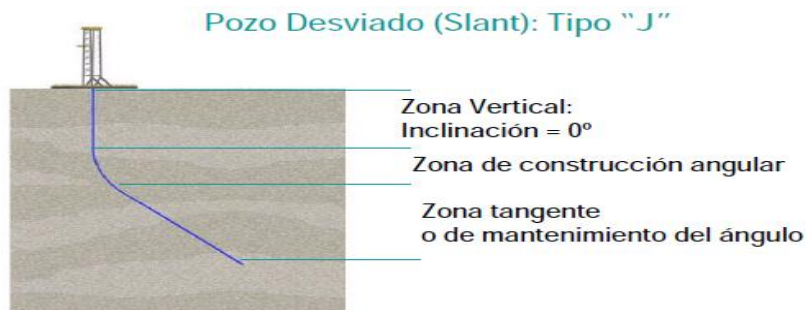 Pozo Desviado (Slant): Tipo “J”
Zona Vertical:
Inclinación = 0º
Zona de construcción angular
Zona tangente
o de mantenimiento del ángulo